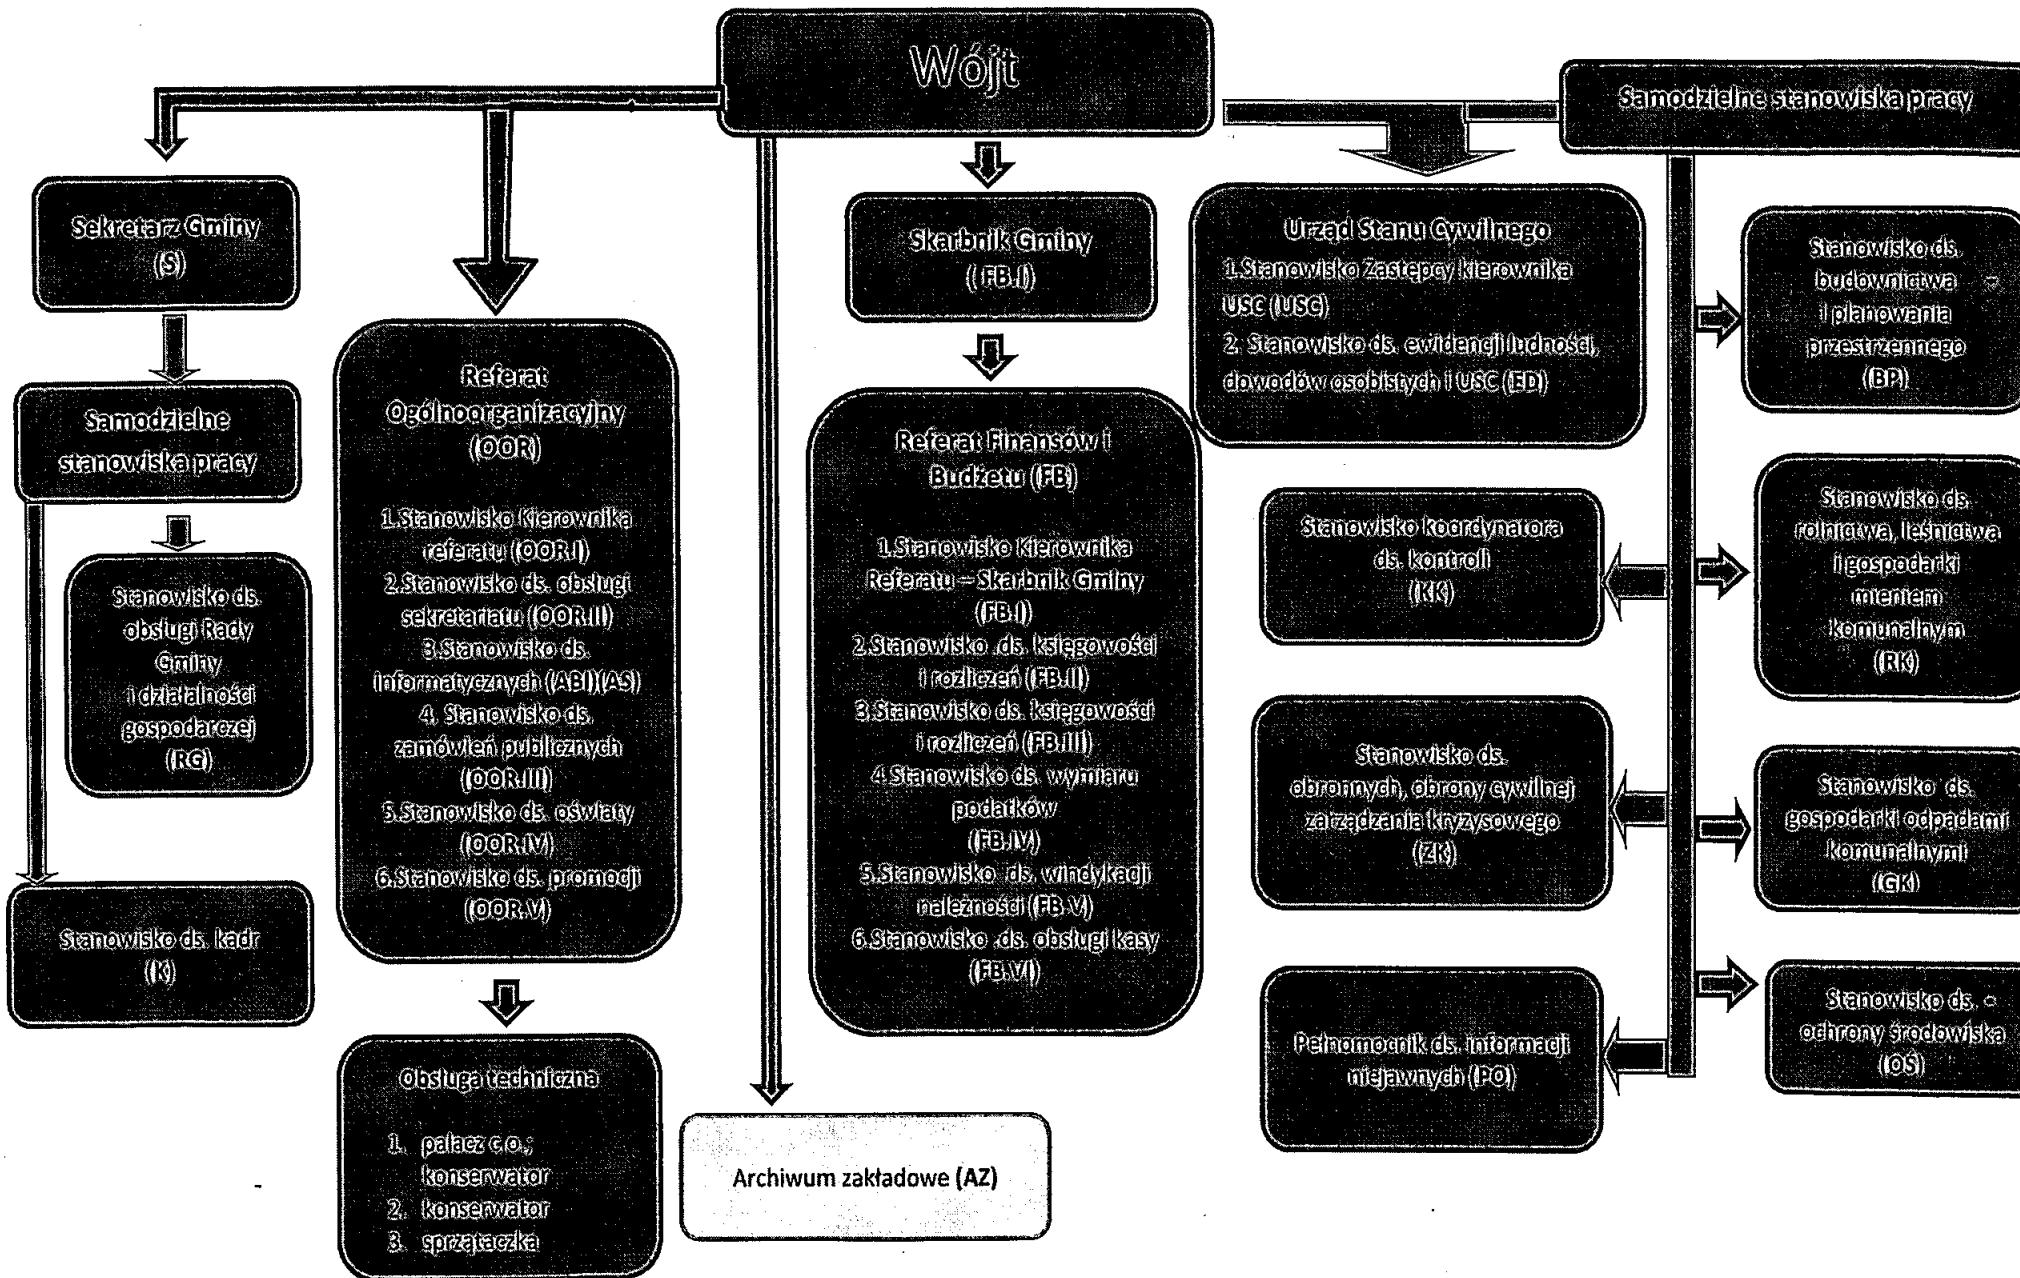 Wójt
Samodzielne stanowiska pracy
Sekretarz Gminy
(S)
Samodzielne
stanowiska pracy
Stanowisko ds.
obsługi Rady
Gminy
i działalności
gospodarczej
(RG)
Stanowisko ds. kadr
(K)
Referat
Ogólnoorganizacyjny
(OOR)
1.Stanowisko Kierownika
referatu (OOR.I)
2.Stanowisko ds. obsługi
sekretariatu (OOR.II)
3.Stanowisko ds.
informatycznych (ABI)(AS)
4. Stanowisko ds.
zamówień publicznych
(OOR.III)
5.Stanowisko ds. oświaty
(OOR.IV)
6.Stanowisko ds. promocji
(OOR.V)
Obsługa techniczna
1. palacz c.o.;
konserwator
2. konserwator
3. sprzątaczka
Archiwum zakładowe (AZ)
Skarbnik Gminy
( FB.I)
Referat Finansów i
Budżetu (FB)
1.Stanowisko Kierownika
Referatu – Skarbnik Gminy
(FB.I)
2.Stanowisko .ds. księgowości
i rozliczeń (FB.II)
3.Stanowisko ds. księgowości
i rozliczeń (FB.III)
4.Stanowisko ds. wymiaru
podatków
(FB.IV)
5.Stanowisko .ds. windykacji
należności (FB.V)
6.Stanowisko .ds. obsługi kasy
(FB.VI)
Urząd Stanu Cywilnego
1.Stanowisko Zastępcy kierownika
USC (USC)
2. Stanowisko ds. ewidencji ludności,
dowodów osobistych i USC (ED)
Stanowisko koordynatora
ds. kontroli
(KK)
Stanowisko ds.
obronnych, obrony cywilnej
zarządzania kryzysowego
(ZK)
Pełnomocnik ds. informacji
niejawnych (PO)
Stanowisko ds.
budownictwa
i planowania
przestrzennego
(BP)
Stanowisko ds.
rolnictwa, leśnictwa
i gospodarki
mieniem
komunalnym
(RK)
Stanowisko ds.
gospodarki odpadami
komunalnymi
(GK)
Stanowisko ds. -
ochrony środowiska
(OS)